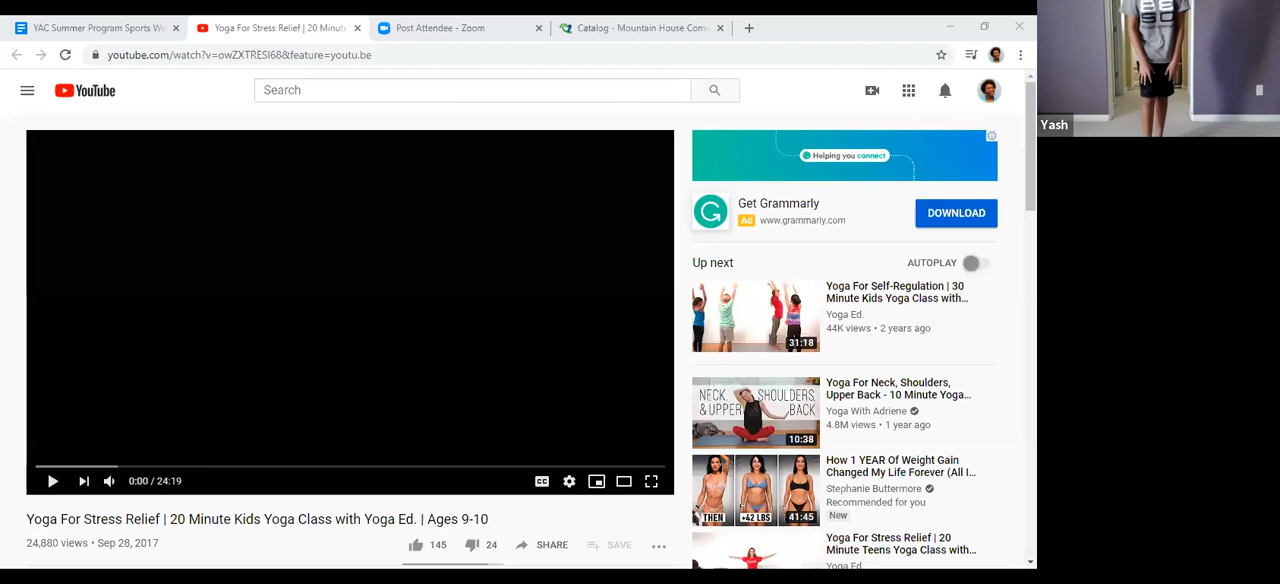 YAC Summer Program Sports We
Yoga For Stress Relief | 20 Minute
Post Attendee - Zoom
Catalog - Mountain House Comm
youtube.com/watch?v=owZXTRESl68&feature=youtu.be
YouTube
Search
Helping you connect
Get Grammarly
Ad www.grammarly.com
DOWNLOAD
Up next
AUTOPLAY
Yoga For Self-Regulation | 30
Minute Kids Yoga Class with…
Yoga Ed.
44K views • 2 years ago
31:18
Yoga For Neck, Shoulders,
Upper Back - 10 Minute Yoga…
Yoga With Adriene
4.8M views • 1 year ago
NECK, SHOULDERS,
& UPPER BACK
10:38
How 1 YEAR Of Weight Gain
Changed My Life Forever (All I…
Stephanie Buttermore
Recommended for you
New
THEN +42 LBS
41:45
Yoga For Stress Relief | 20
Minute Teens Yoga Class with…
Yoga Ed.
0:00 / 24:19
CC
Yoga For Stress Relief | 20 Minute Kids Yoga Class with Yoga Ed. | Ages 9-10
24,880 views • Sep 28, 2017
145
24
SHARE
SAVE
Yash